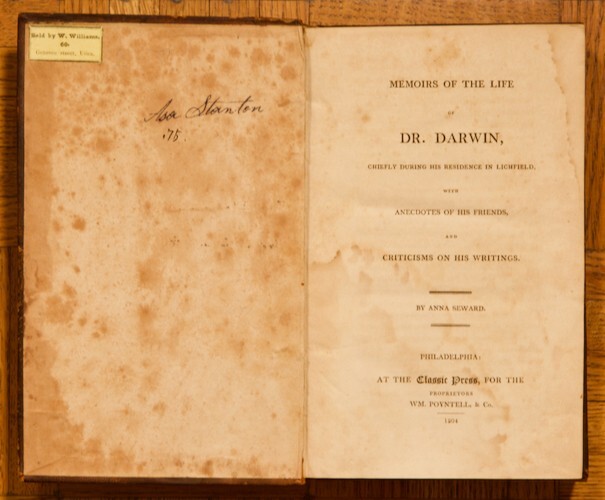 Sold by W. Williams,
60
Genesee street, Utica.
Asa Stanton
.75
MEMOIRS OF THE LIFE
OF
DR. DARWIN,
CHIEFLY DURING HIS RESIDENCE IN LICHFIELD,
WITH
ANECDOTES OF HIS FRIENDS,
AND
CRITICISMS ON HIS WRITINGS.
BY ANNA SEWARD.
PHILADELPHIA:
AT THE Classic Press, FOR THE
PROPRIETORS
WM. POYNTELL, & Co.
1804